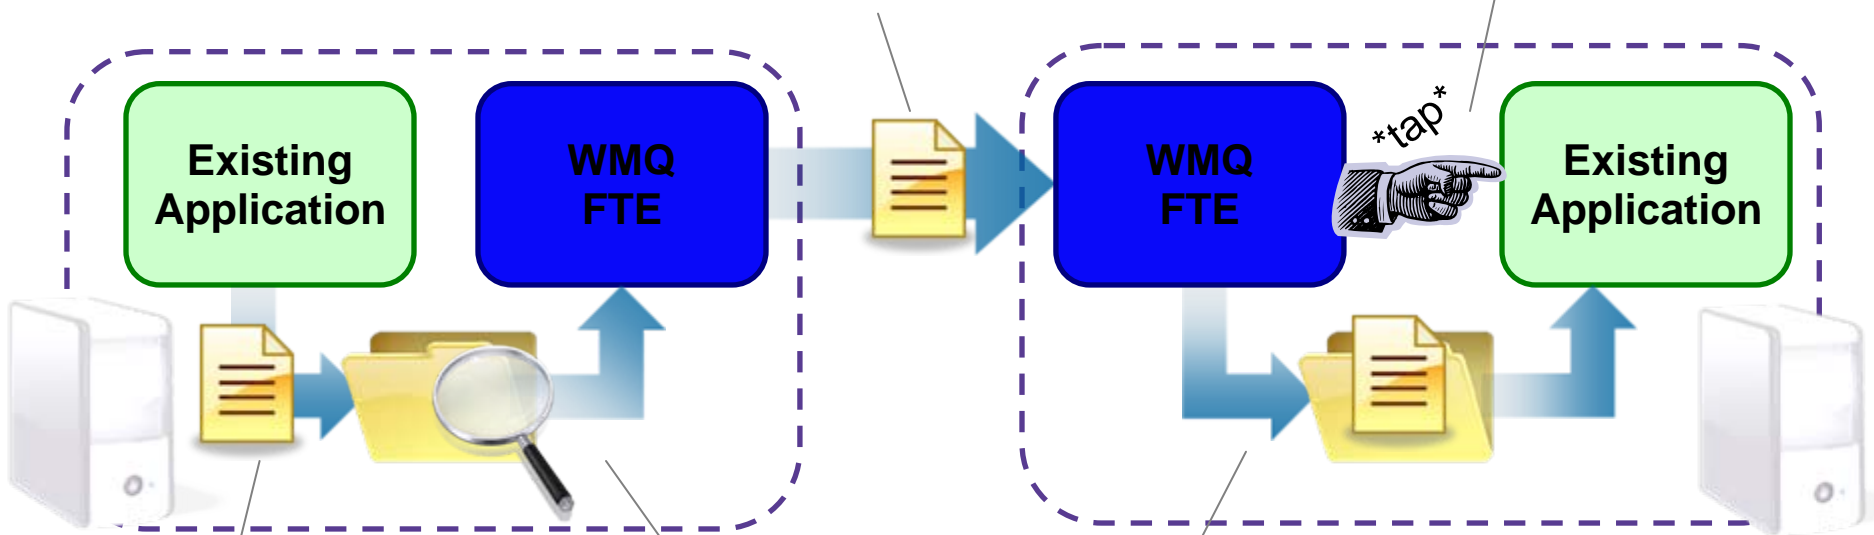 Existing
Application
WMQ
FTE
WMQ
FTE
*tap*
Existing
Application